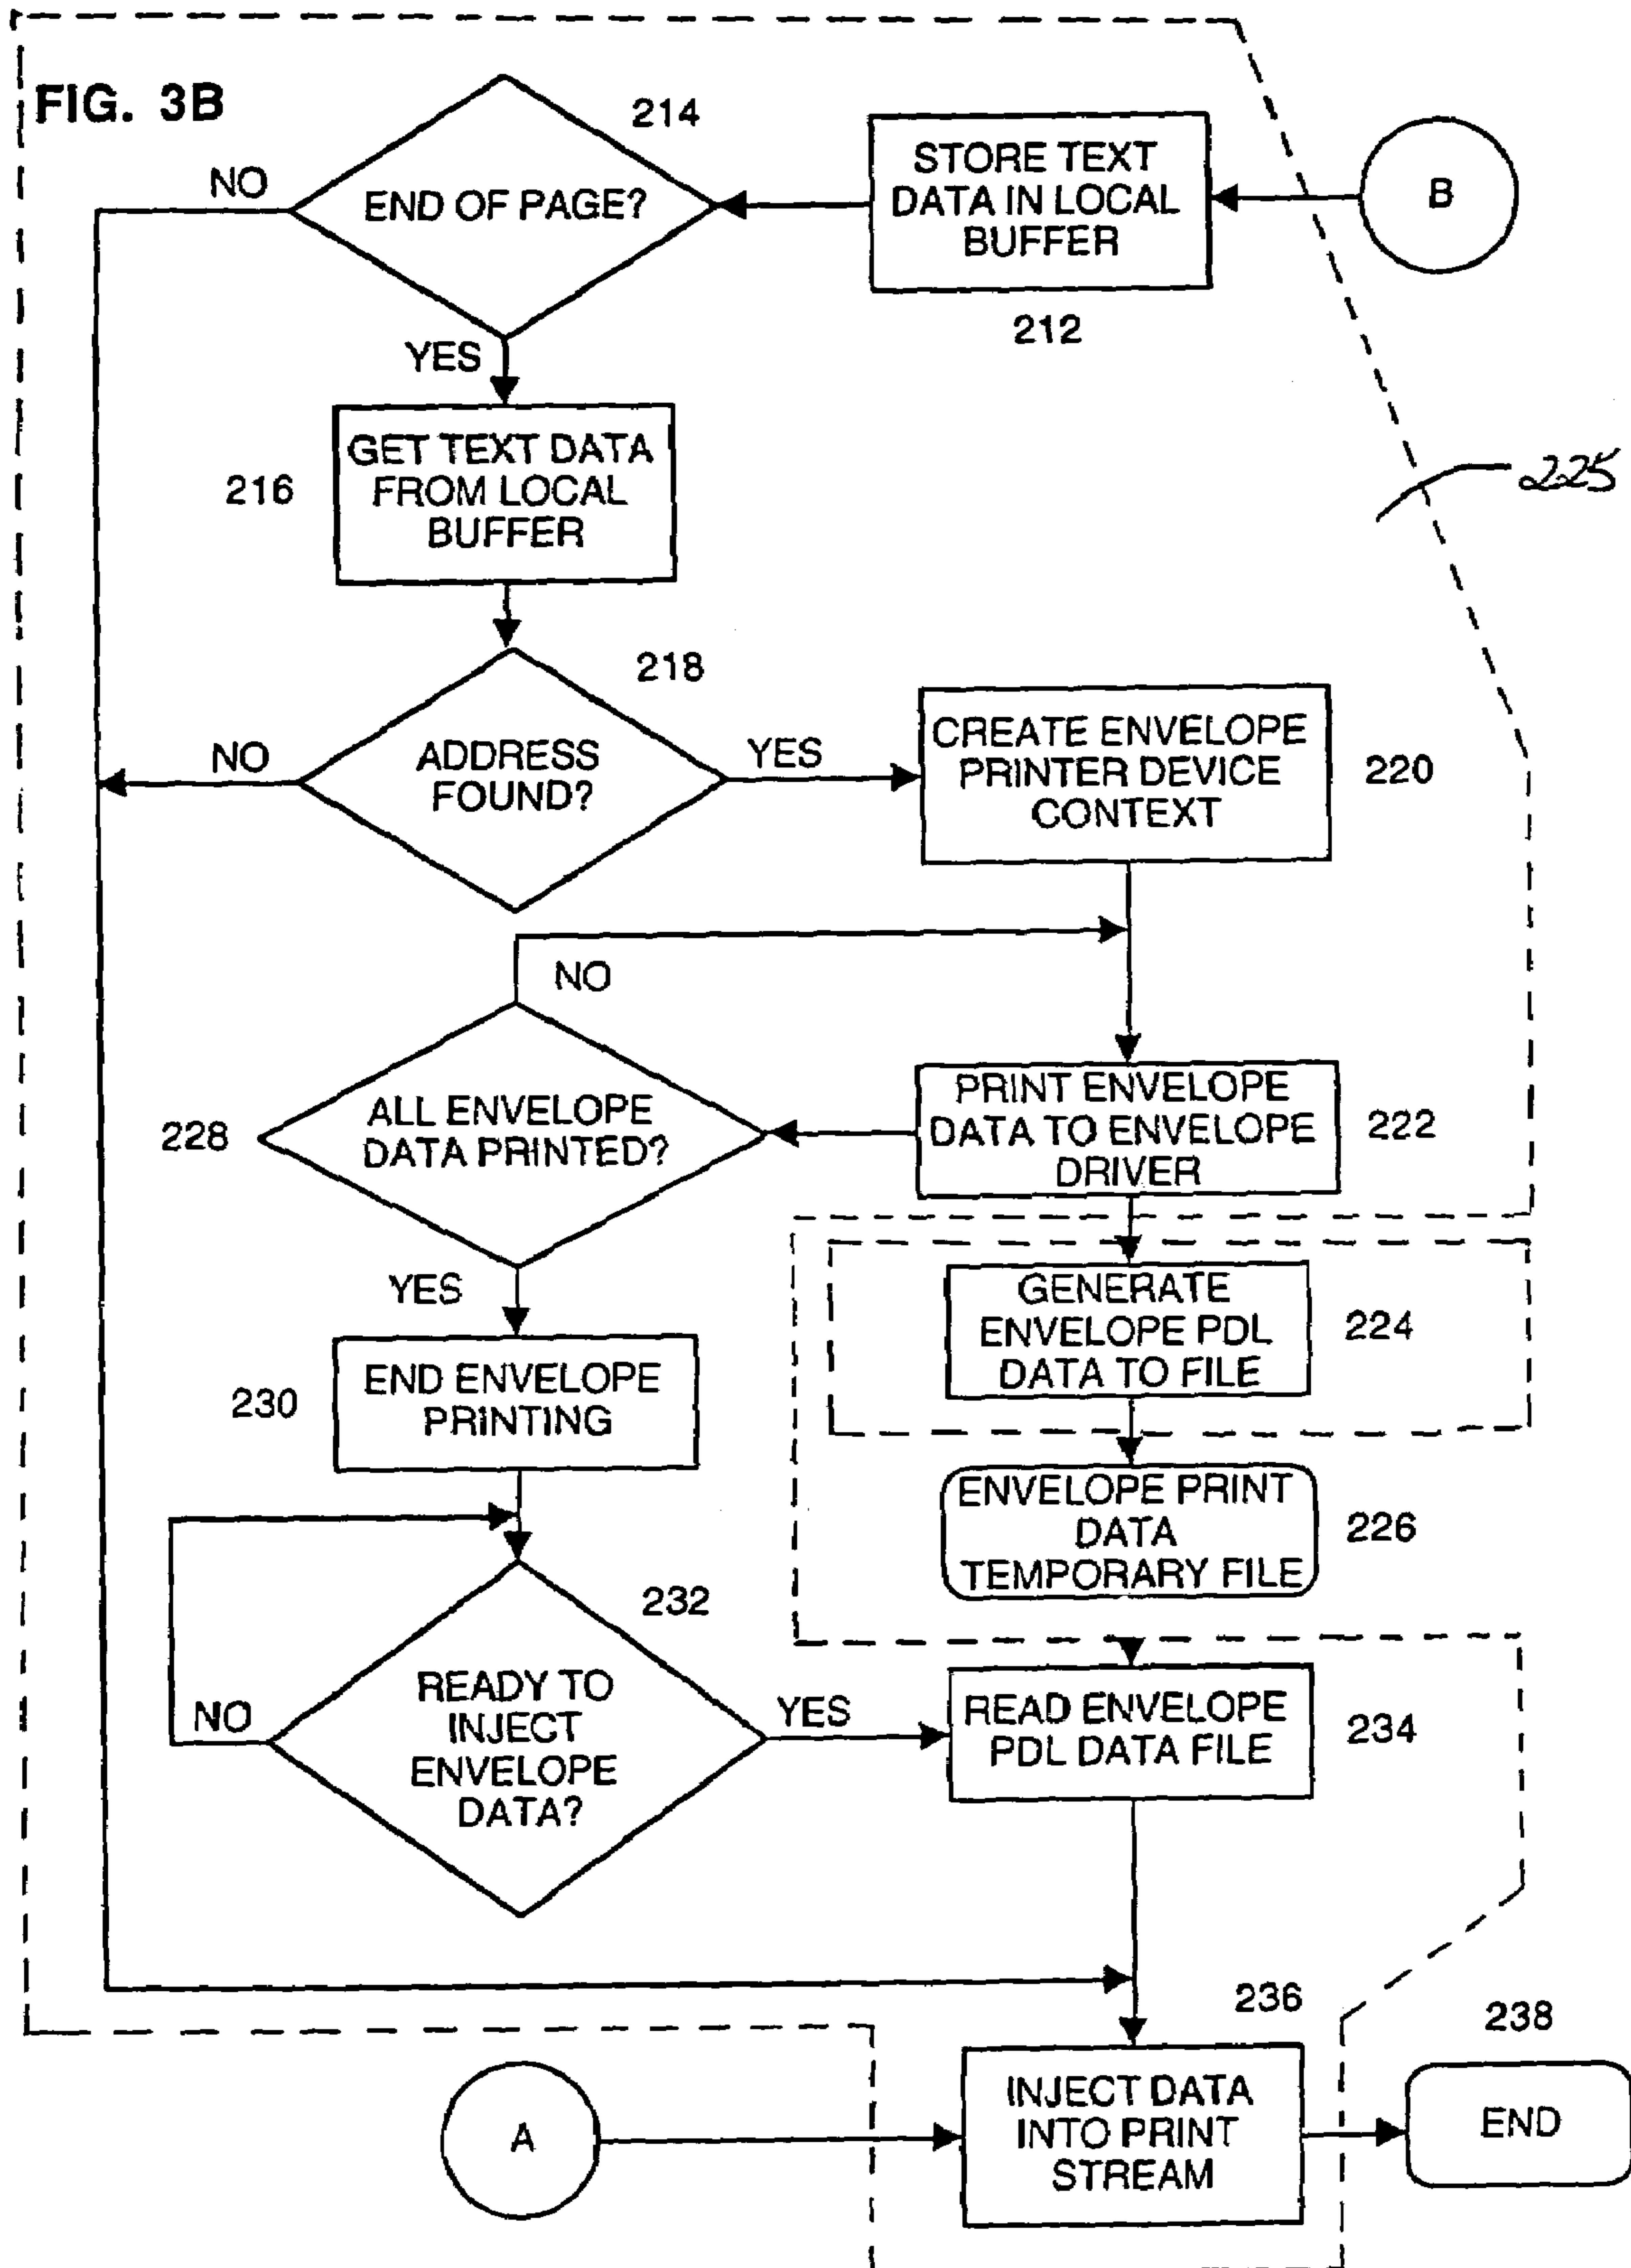 FIG. 3B
214
END OF PAGE?
NO
YES
STORE TEXT
DATA IN LOCAL
BUFFER
212
B
225
216
GET TEXT DATA
FROM LOCAL
BUFFER
218
ADDRESS
FOUND?
NO
YES
CREATE ENVELOPE
PRINTER DEVICE
CONTEXT
220
NO
228
ALL ENVELOPE
DATA PRINTED?
PRINT ENVELOPE
DATA TO ENVELOPE
DRIVER
222
YES
GENERATE
ENVELOPE PDL
DATA TO FILE
224
230
END ENVELOPE
PRINTING
ENVELOPE PRINT
DATA
TEMPORARY FILE
226
232
READY TO
INJECT
ENVELOPE
DATA?
NO
YES
READ ENVELOPE
PDL DATA FILE
234
236
238
A
INJECT DATA
INTO PRINT
STREAM
END